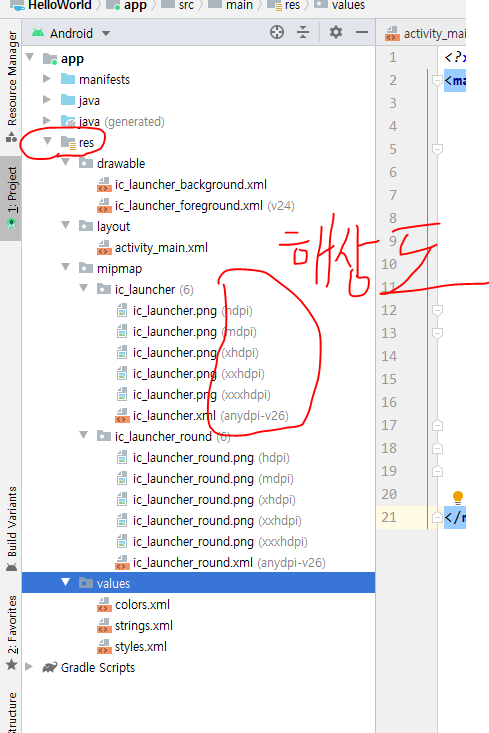 HelloWorld 〉 app 〉 src 〉 main 〉 res 〉 values
Resource Manager
1: Project
Build Variants
2: Favorites
Structure
Android
app
manifests
java
java (generated)
res
drawable
ic_launcher_background.xml
ic_launcher_foreground.xml (v24)
layout
activity_main.xml
mipmap
ic_launcher (6)
ic_launcher.png (hdpi)
ic_launcher.png (mdpi)
ic_launcher.png (xhdpi)
ic_launcher.png (xxhdpi)
ic_launcher.png (xxxhdpi)
ic_launcher.xml (anydpi-v26)
ic_launcher_round (6)
ic_launcher_round.png (hdpi)
ic_launcher_round.png (mdpi)
ic_launcher_round.png (xhdpi)
ic_launcher_round.png (xxhdpi)
ic_launcher_round.png (xxxhdpi)
ic_launcher_round.xml (anydpi-v26)
values
colors.xml
strings.xml
styles.xml
Gradle Scripts
해상도
activity_mai
1 <?x
2 <ma
3
4
5
6
7
8
9
10
11
12
13
14
15
16
17
18
19
20
21 </r